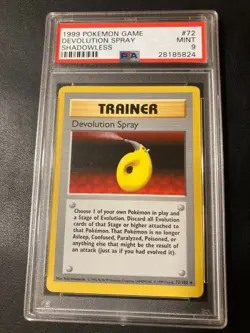 1999 POKEMON GAME #72
DEVOLUTION SPRAY MINT
SHADOWLESS 9
PSA 28185824
TRAINER
Devolution Spray
Choose 1 of your own Pokémon in play and
a Stage of Evolution. Discard all Evolution
cards of that Stage or higher attached to
that Pokémon. That Pokémon is no longer
Asleep, Confused, Paralyzed, Poisoned, or
anything else that might be the result of
an attack (just as if you had evolved it).
72/102